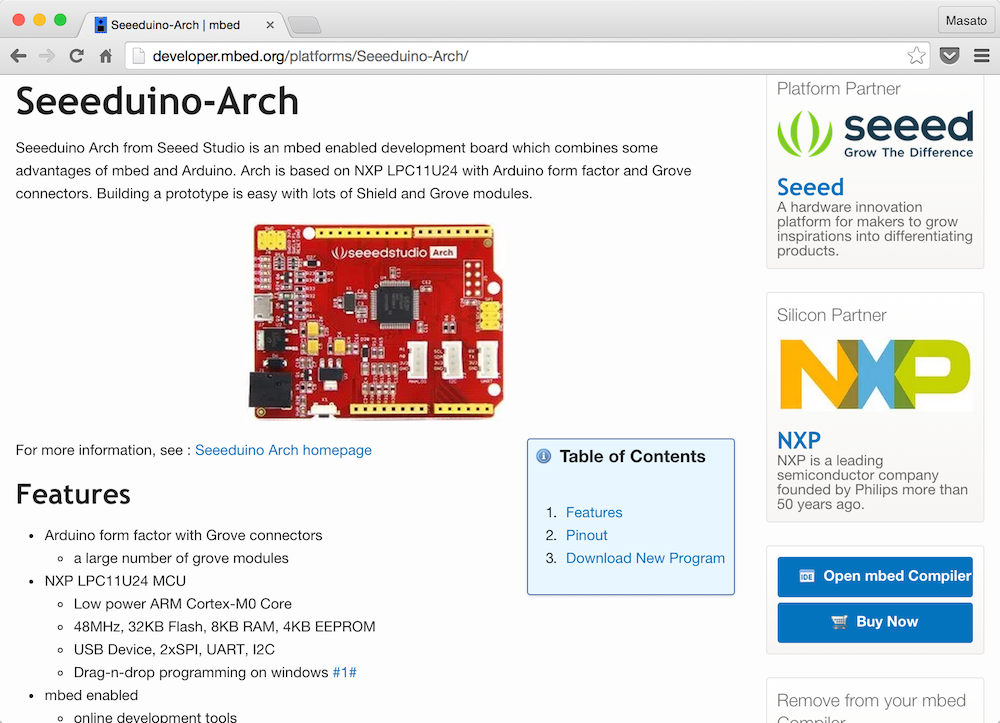 Seeeduino-Arch | mbed
Masato
developer.mbed.org/platforms/Seeeduino-Arch/
Seeeduino-Arch
Seeeduino Arch from Seeed Studio is an mbed enabled development board which combines some
advantages of mbed and Arduino. Arch is based on NXP LPC11U24 with Arduino form factor and Grove
connectors. Building a prototype is easy with lots of Shield and Grove modules.
seeedstudio Arch
For more information, see : Seeeduino Arch homepage
Features
• Arduino form factor with Grove connectors
◦ a large number of grove modules
• NXP LPC11U24 MCU
◦ Low power ARM Cortex-M0 Core
◦ 48MHz, 32KB Flash, 8KB RAM, 4KB EEPROM
◦ USB Device, 2xSPI, UART, I2C
◦ Drag-n-drop programming on windows #1#
• mbed enabled
◦ online development tools
Table of Contents
1. Features
2. Pinout
3. Download New Program
Platform Partner
seeed
Grow The Difference
Seeed
A hardware innovation
platform for makers to grow
inspirations into differentiating
products.
Silicon Partner
NXP
NXP
NXP is a leading
semiconductor company
founded by Philips more than
50 years ago.
IDE Open mbed Compiler
Buy Now
Remove from your mbed
Compiler